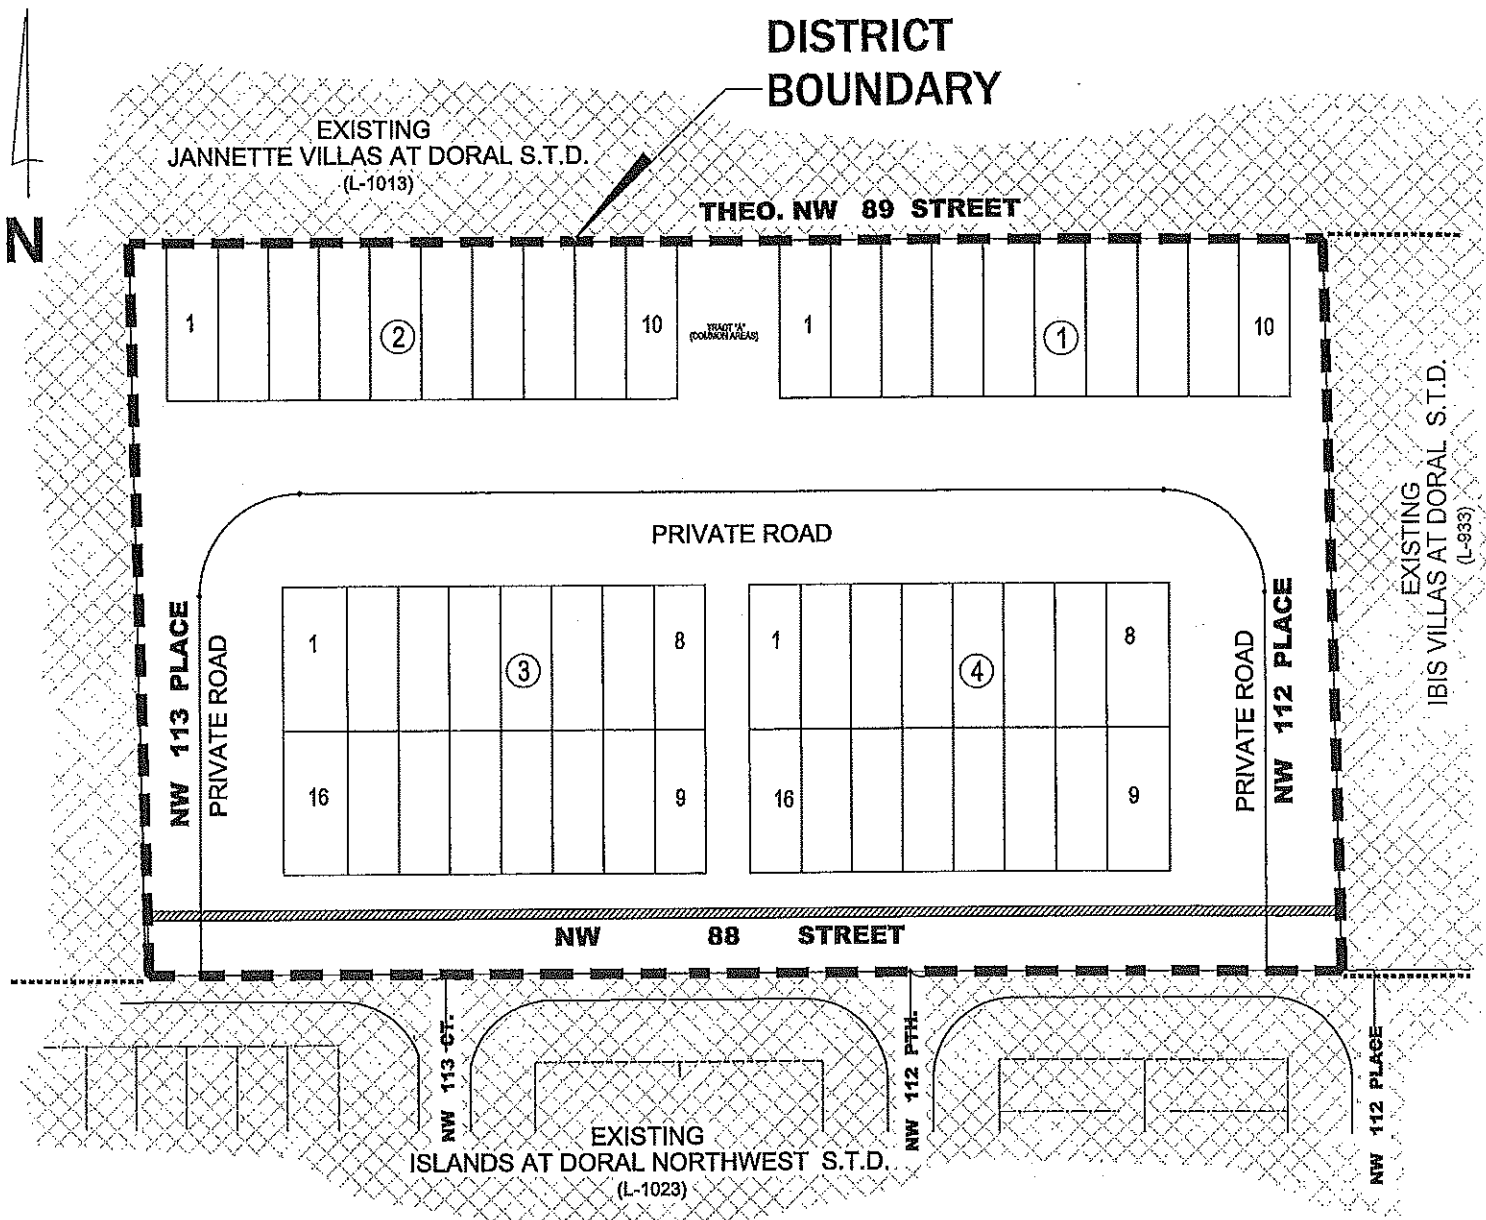 DISTRICT
BOUNDARY
EXISTING
JANNETTE VILLAS AT DORAL S.T.D.
(L-1013)
N
THEO. NW 89 STREET
1
2
10
TRACT "A"
(COMMON AREAS)
1
1
10
EXISTING
IBIS VILLAS AT DORAL S.T.D.
(L-933)
PRIVATE ROAD
NW 113 PLACE
PRIVATE ROAD
1
3
8
16
9
1
4
8
16
9
PRIVATE ROAD
NW 112 PLACE
NW 88 STREET
NW 113 CT.
NW 112 PTH.
NW 112 PLACE
EXISTING
ISLANDS AT DORAL NORTHWEST S.T.D.
(L-1023)